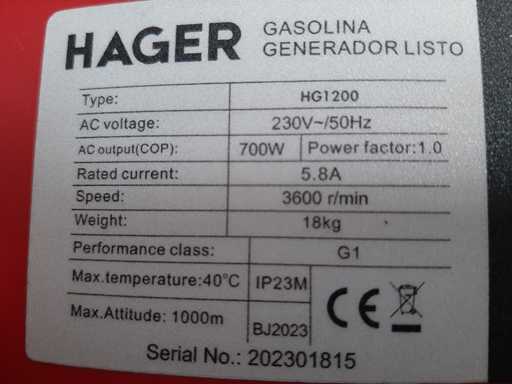 HAGER
GASOLINA
GENERADOR LISTO
Type: HG1200
AC voltage: 230V~/50Hz
AC output(COP): 700W Power factor:1.0
Rated current: 5.8A
Speed: 3600 r/min
Weight: 18kg
Performance class: G1
Max.temperature:40°C IP23M
Max.Attitude: 1000m BJ2023
CE
Serial No.: 202301815